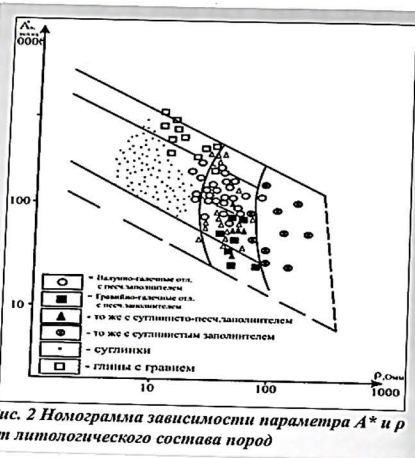 А*,
000
100
10
- Валунно-галечные отл.
с песч.заполнителем
- Гравийно-галечные отл.
с песч.заполнителем
- то же с суглинисто-песч.заполнителем
- то же с суглинистым заполнителем
- суглинки
- глины с гравием
ρ,Омм
10
100
1000
ис. 2 Номограмма зависимости параметра А* и ρ
т литологического состава пород